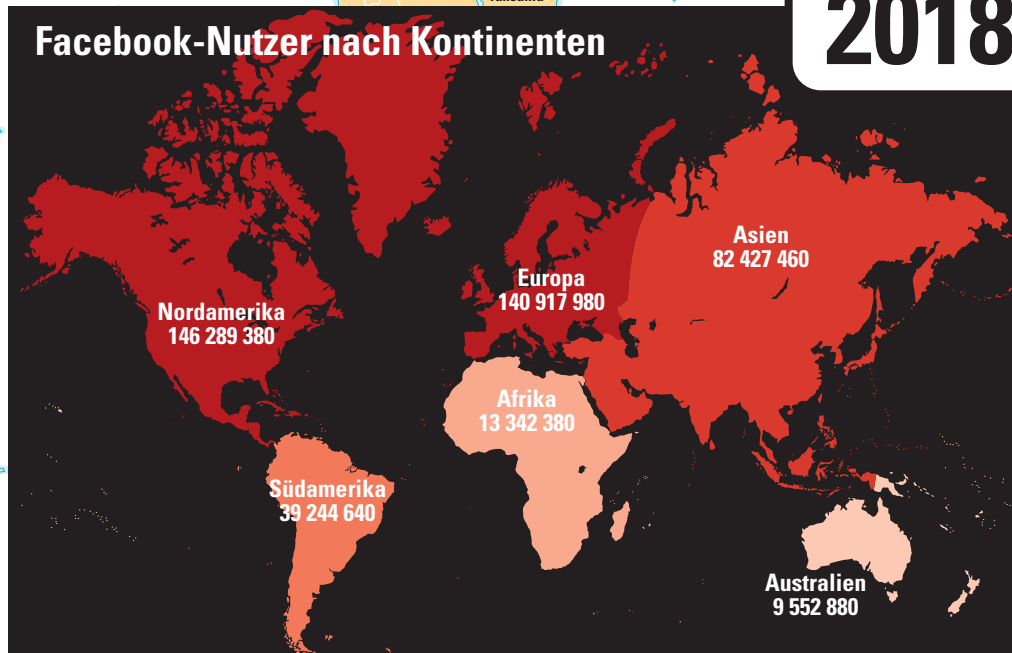 2018
Facebook-Nutzer nach Kontinenten
Asien
82 427 460
Europa
140 917 980
Nordamerika
146 289 380
Afrika
13 342 380
Südamerika
39 244 640
Australien
9 552 880